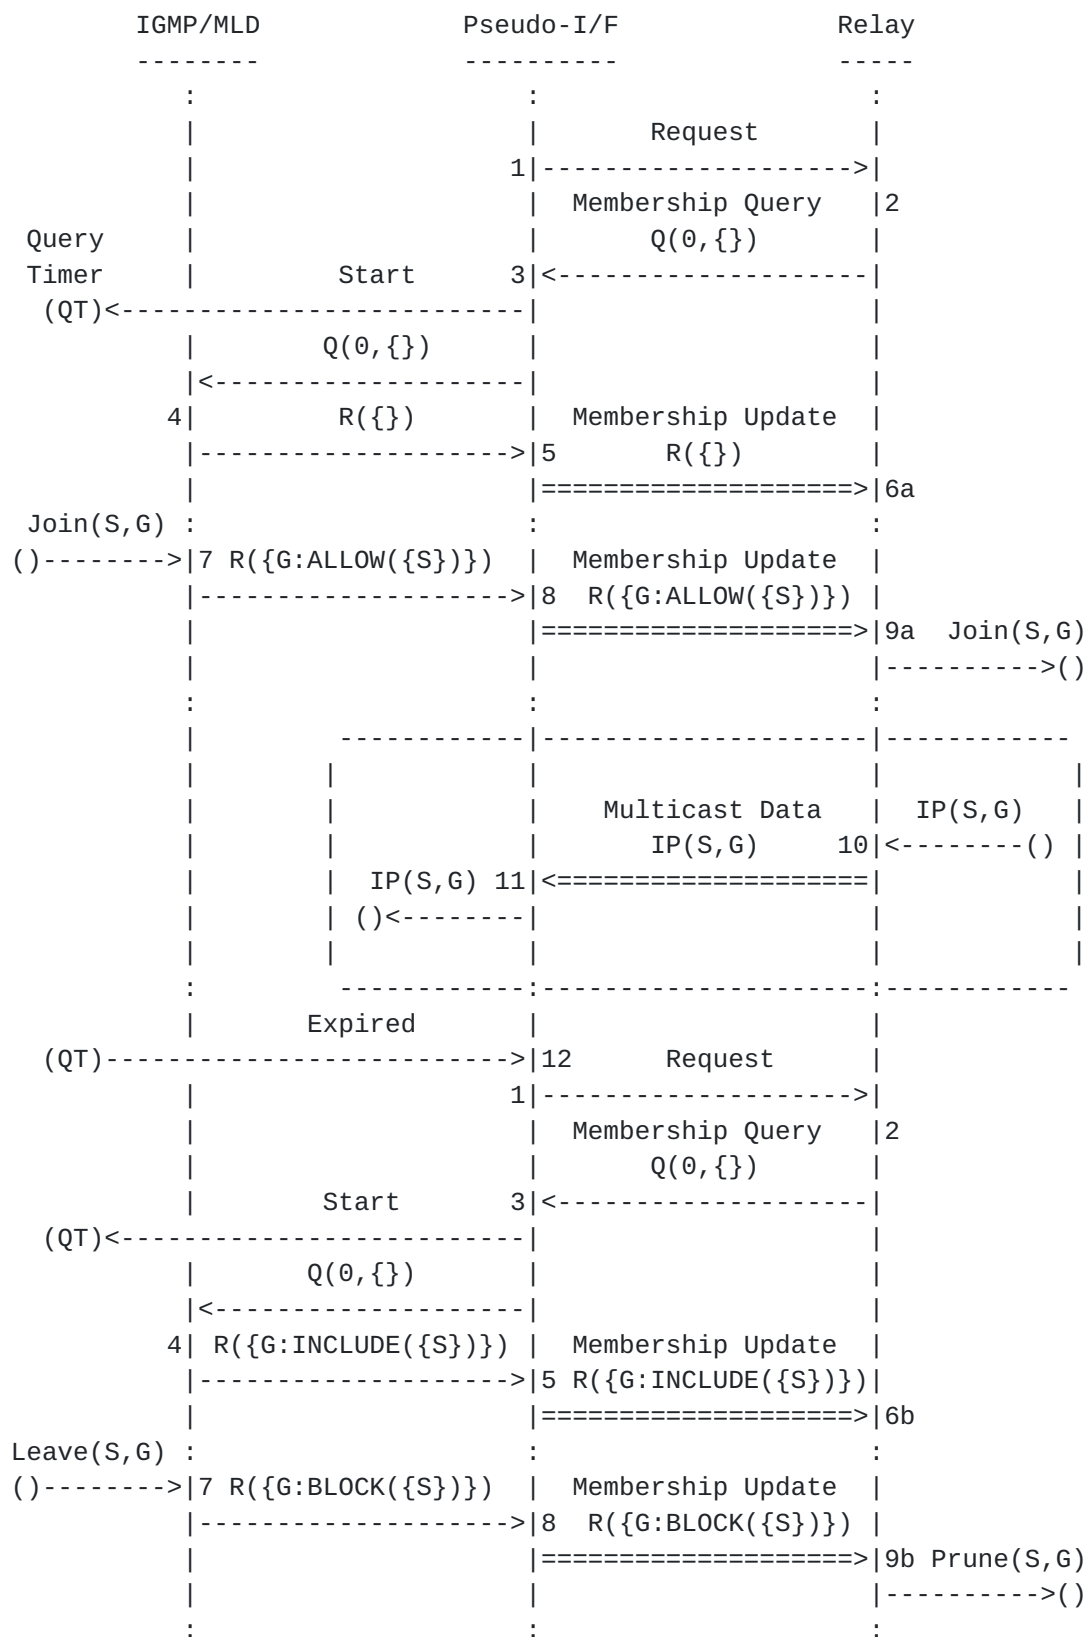 IGMP/MLD                          Pseudo-I/F                            Relay
        --------             ----------              -----
           :                     :                     :
           |                     |       Request       |
           |                    1|-------------------->|
           |                     |  Membership Query   |2
 Query     |                     |       Q(0,{})       |
 Timer     |         Start      3|<--------------------|
  (QT)<--------------------------|                     |
           |        Q(0,{})      |                     |
           |<--------------------|                     |
          4|         R({})       |  Membership Update  |
           |-------------------->|5       R({})        |
           |                     |====================>|6a
 Join(S,G) :                     :                     :
()-------->|7 R({G:ALLOW({S})})  |  Membership Update  |
           |-------------------->|8  R({G:ALLOW({S})}) |
           |                     |====================>|9a  Join(S,G)
           |                     |                     |---------->()
           :                     :                     :
           |         ------------|---------------------|------------
           |        |            |                     |            |
           |        |            |    Multicast Data   |  IP(S,G)   |
           |        |            |       IP(S,G)     10|<--------() |
           |        |  IP(S,G) 11|<====================|            |
           |        | ()<--------|                     |            |
           |        |            |                     |            |
           :         ------------:---------------------:------------
           |       Expired       |                     |
  (QT)-------------------------->|12      Request      |
           |                    1|-------------------->|
           |                     |  Membership Query   |2
           |                     |       Q(0,{})       |
           |        Start       3|<--------------------|
  (QT)<--------------------------|                     |
           |       Q(0,{})       |                     |
           |<--------------------|                     |
          4| R({G:INCLUDE({S})}) |  Membership Update  |
           |-------------------->|5 R({G:INCLUDE({S})})|
           |                     |====================>|6b
Leave(S,G) :                     :                     :
()-------->|7 R({G:BLOCK({S})})  |  Membership Update  |
           |-------------------->|8  R({G:BLOCK({S})}) |
           |                     |====================>|9b Prune(S,G)
           |                     |                     |---------->()
           :                     :                     :